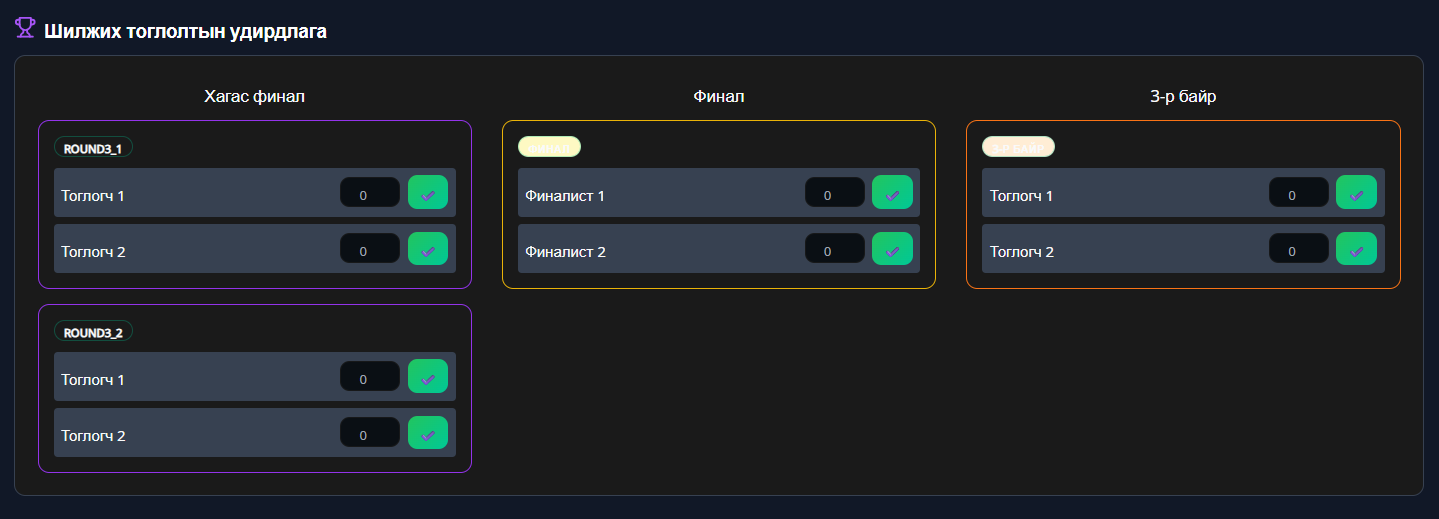 Шилжих тоглолтын удирдлага
Хагас финал
ROUND3_1
Тоглогч 1 0
Тоглогч 2 0
ROUND3_2
Тоглогч 1 0
Тоглогч 2 0
Финал
ФИНАЛ
Финалист 1 0
Финалист 2 0
3-р байр
3-Р БАЙР
Тоглогч 1 0
Тоглогч 2 0